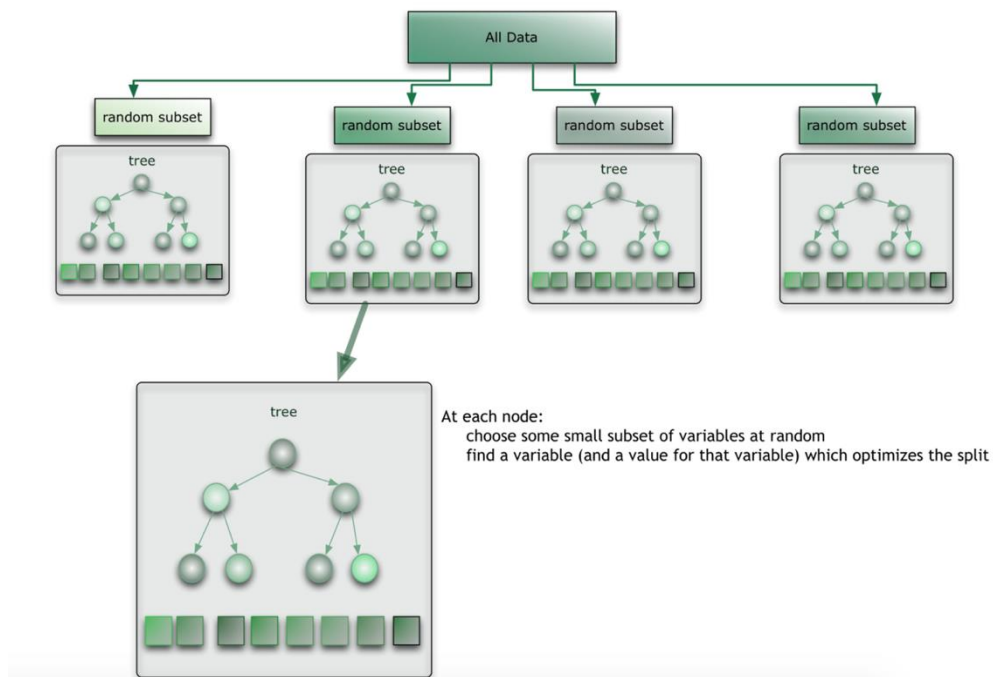 All Data
random subset
random subset
random subset
random subset
tree
tree
tree
tree
tree
At each node:
choose some small subset of variables at random
find a variable (and a value for that variable) which optimizes the split